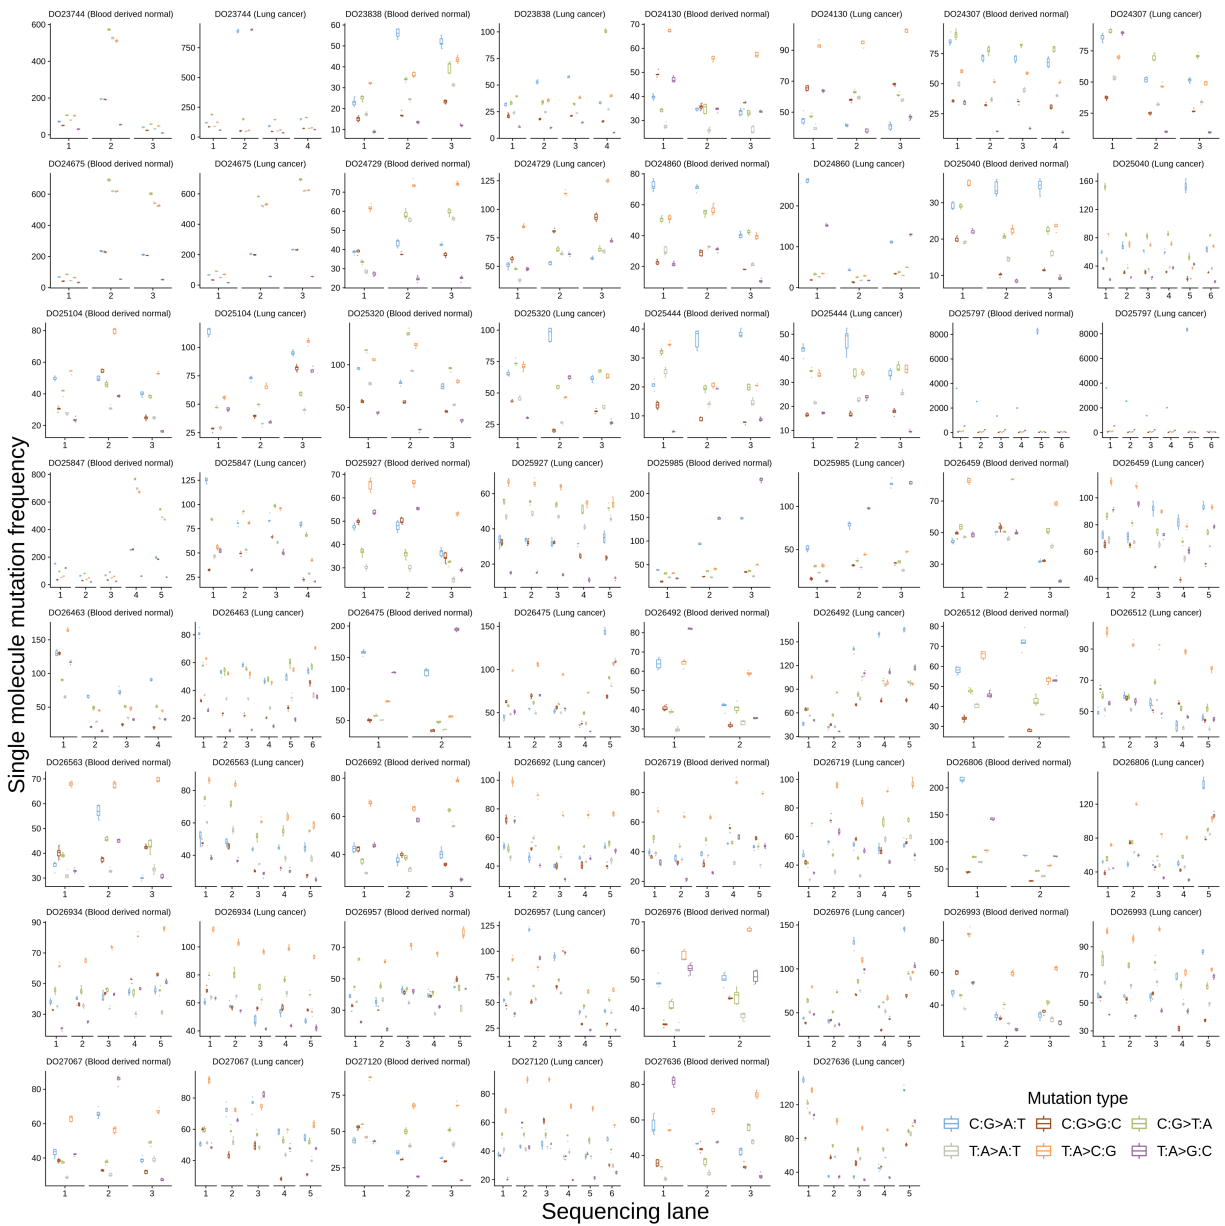 DO23744 (Blood derived normal) DO23744 (Lung cancer) DO23838 (Blood derived normal) DO23838 (Lung cancer) DO24130 (Blood derived normal) DO24130 (Lung cancer) DO24307 (Blood derived normal) DO24307 (Lung cancer)
DO24675 (Blood derived normal) DO24675 (Lung cancer) DO24729 (Blood derived normal) DO24729 (Lung cancer) DO24860 (Blood derived normal) DO24860 (Lung cancer) DO25040 (Blood derived normal) DO25040 (Lung cancer)
DO25104 (Blood derived normal) DO25104 (Lung cancer) DO25320 (Blood derived normal) DO25320 (Lung cancer) DO25444 (Blood derived normal) DO25444 (Lung cancer) DO25797 (Blood derived normal) DO25797 (Lung cancer)
DO25847 (Blood derived normal) DO25847 (Lung cancer) DO25927 (Blood derived normal) DO25927 (Lung cancer) DO25985 (Blood derived normal) DO25985 (Lung cancer) DO26459 (Blood derived normal) DO26459 (Lung cancer)
DO26463 (Blood derived normal) DO26463 (Lung cancer) DO26475 (Blood derived normal) DO26475 (Lung cancer) DO26492 (Blood derived normal) DO26492 (Lung cancer) DO26512 (Blood derived normal) DO26512 (Lung cancer)
DO26563 (Blood derived normal) DO26563 (Lung cancer) DO26692 (Blood derived normal) DO26692 (Lung cancer) DO26719 (Blood derived normal) DO26719 (Lung cancer) DO26806 (Blood derived normal) DO26806 (Lung cancer)
DO26934 (Blood derived normal) DO26934 (Lung cancer) DO26957 (Blood derived normal) DO26957 (Lung cancer) DO26976 (Blood derived normal) DO26976 (Lung cancer) DO26993 (Blood derived normal) DO26993 (Lung cancer)
DO27067 (Blood derived normal) DO27067 (Lung cancer) DO27120 (Blood derived normal) DO27120 (Lung cancer) DO27636 (Blood derived normal) DO27636 (Lung cancer)
Single molecule mutation frequency
Sequencing lane
Mutation type
C:G>A:T C:G>G:C C:G>T:A
T:A>A:T T:A>C:G T:A>G:C